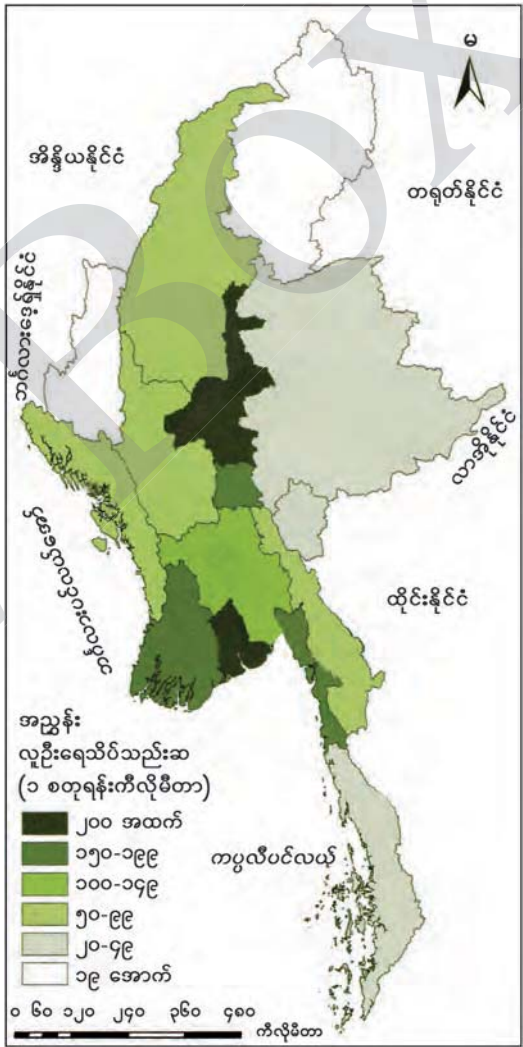 မ
အိန္ဒိယနိုင်ငံ
တရုတ်နိုင်ငံ
ဘင်္ဂလားဒေ့ရှ်နိုင်ငံ
လာအိုနိုင်ငံ
ဘင်္ဂလားပင်လယ်အော်
ထိုင်းနိုင်ငံ
ကပ္ပလီပင်လယ်
အညွှန်း
လူဦးရေသိပ်သည်းဆ
(၁ စတုရန်းကီလိုမီတာ)
၂၀၀ အထက်
၁၅၀-၁၉၉
၁၀၀-၁၄၉
၅၀-၉၉
၂၀-၄၉
၁၉ အောက်
၀ ၆၀ ၁၂၀ ၂၄၀ ၃၆၀ ၄၈၀
ကီလိုမီတာ